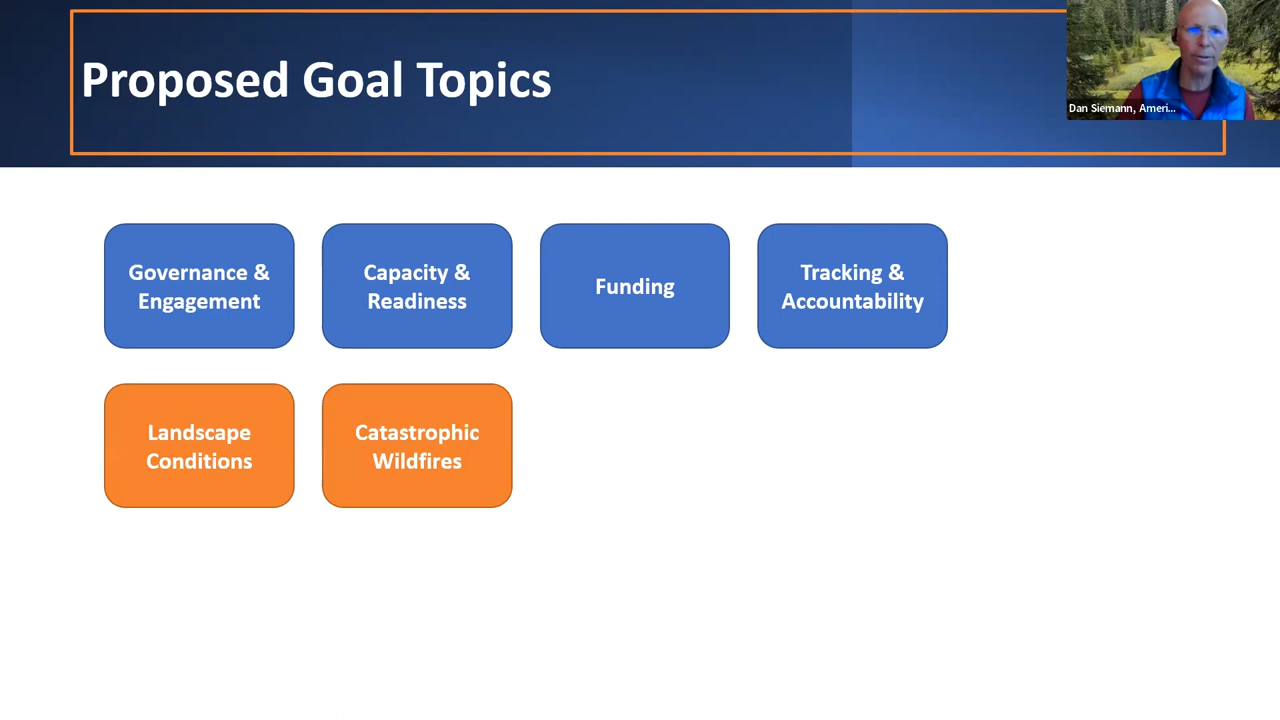 Proposed Goal Topics
Dan Siemann, Ameri...
Governance &
Engagement
Capacity &
Readiness
Funding
Tracking &
Accountability
Landscape
Conditions
Catastrophic
Wildfires